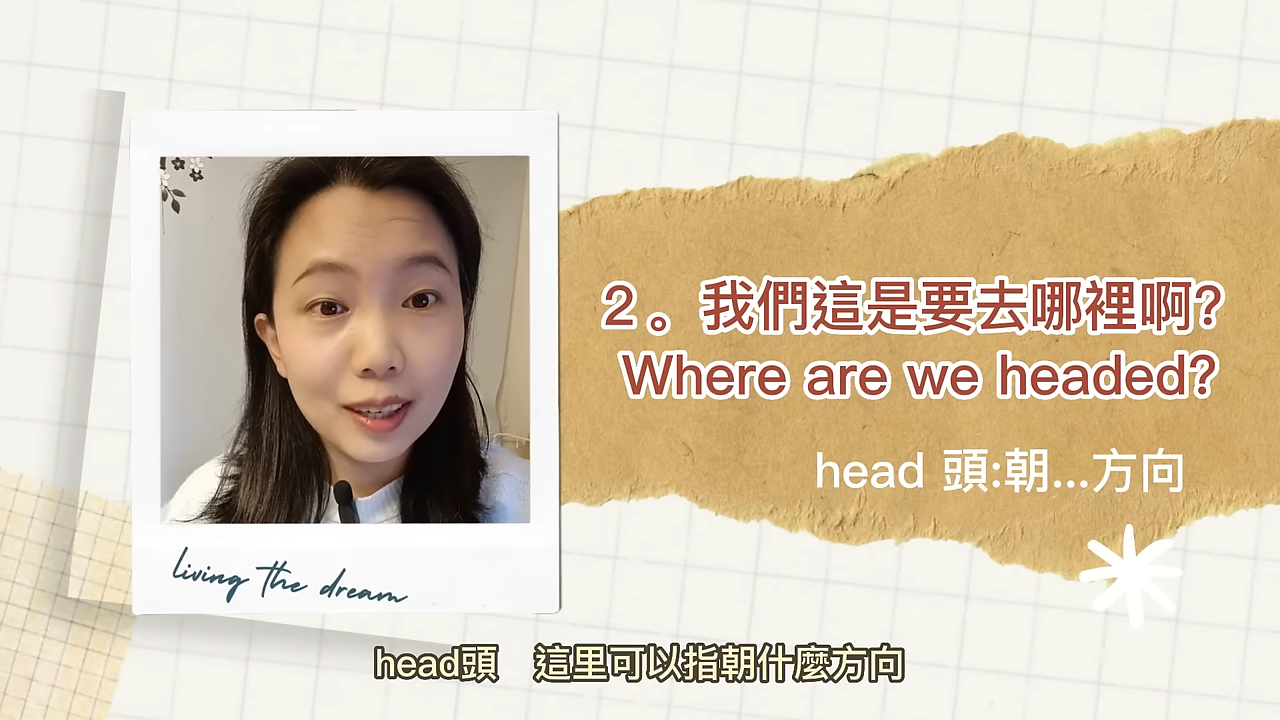 2。我們這是要去哪裡啊?
Where are we headed?
head 頭:朝...方向
living the dream
head頭 這里可以指朝什麼方向